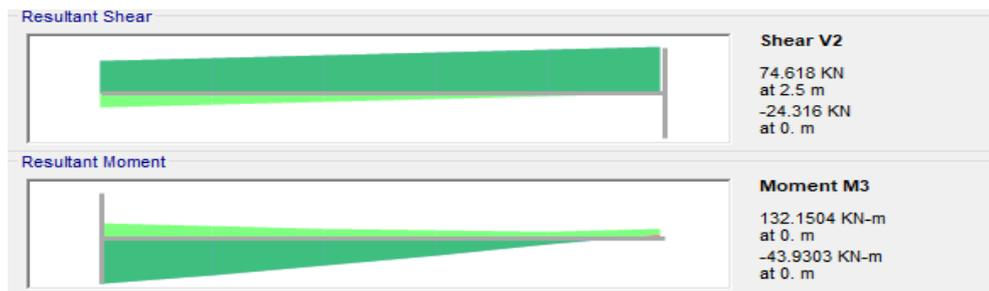 Resultant Shear
Shear V2
74.618 KN
at 2.5 m
-24.316 KN
at 0. m
Resultant Moment
Moment M3
132.1504 KN-m
at 0. m
-43.9303 KN-m
at 0. m